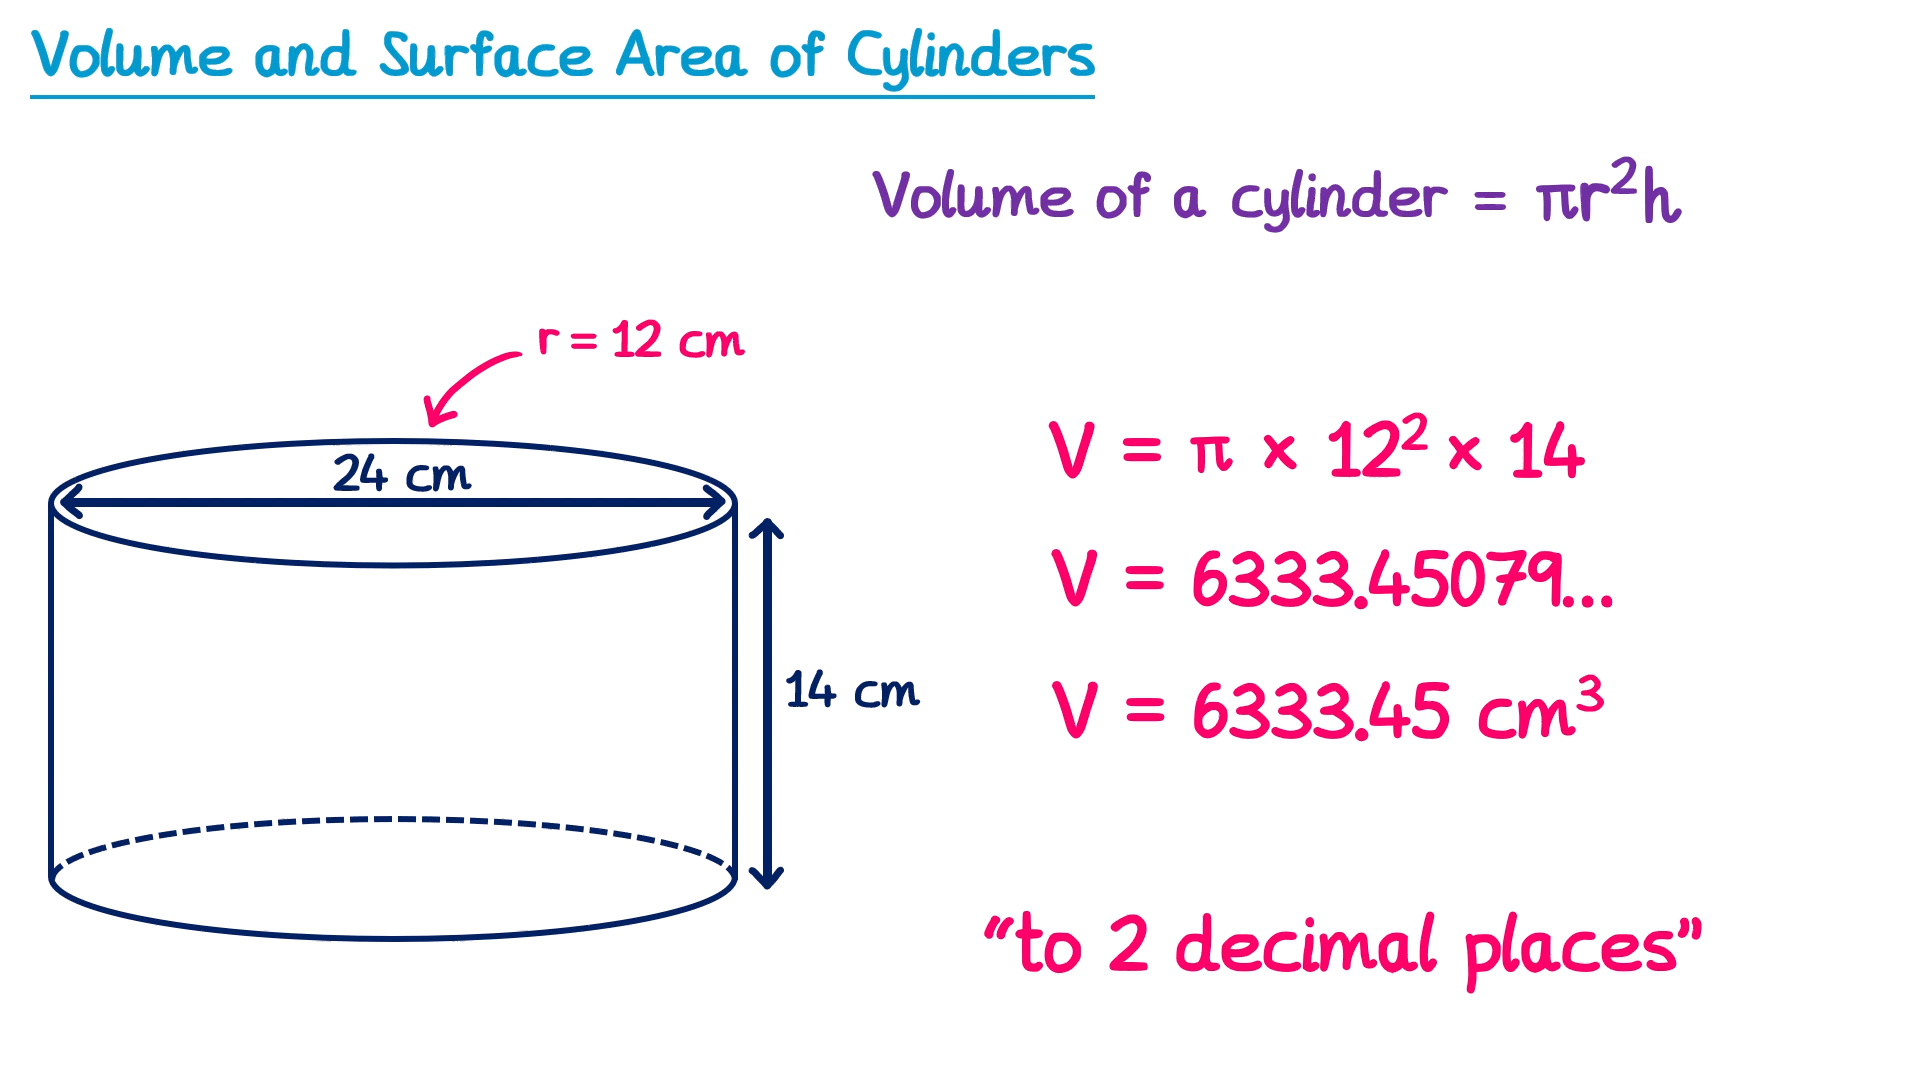 Volume and Surface Area of Cylinders
Volume of a cylinder = πr²h
r = 12 cm
24 cm
14 cm
V = π × 12² × 14
V = 6333.45079...
V = 6333.45 cm³
“to 2 decimal places”